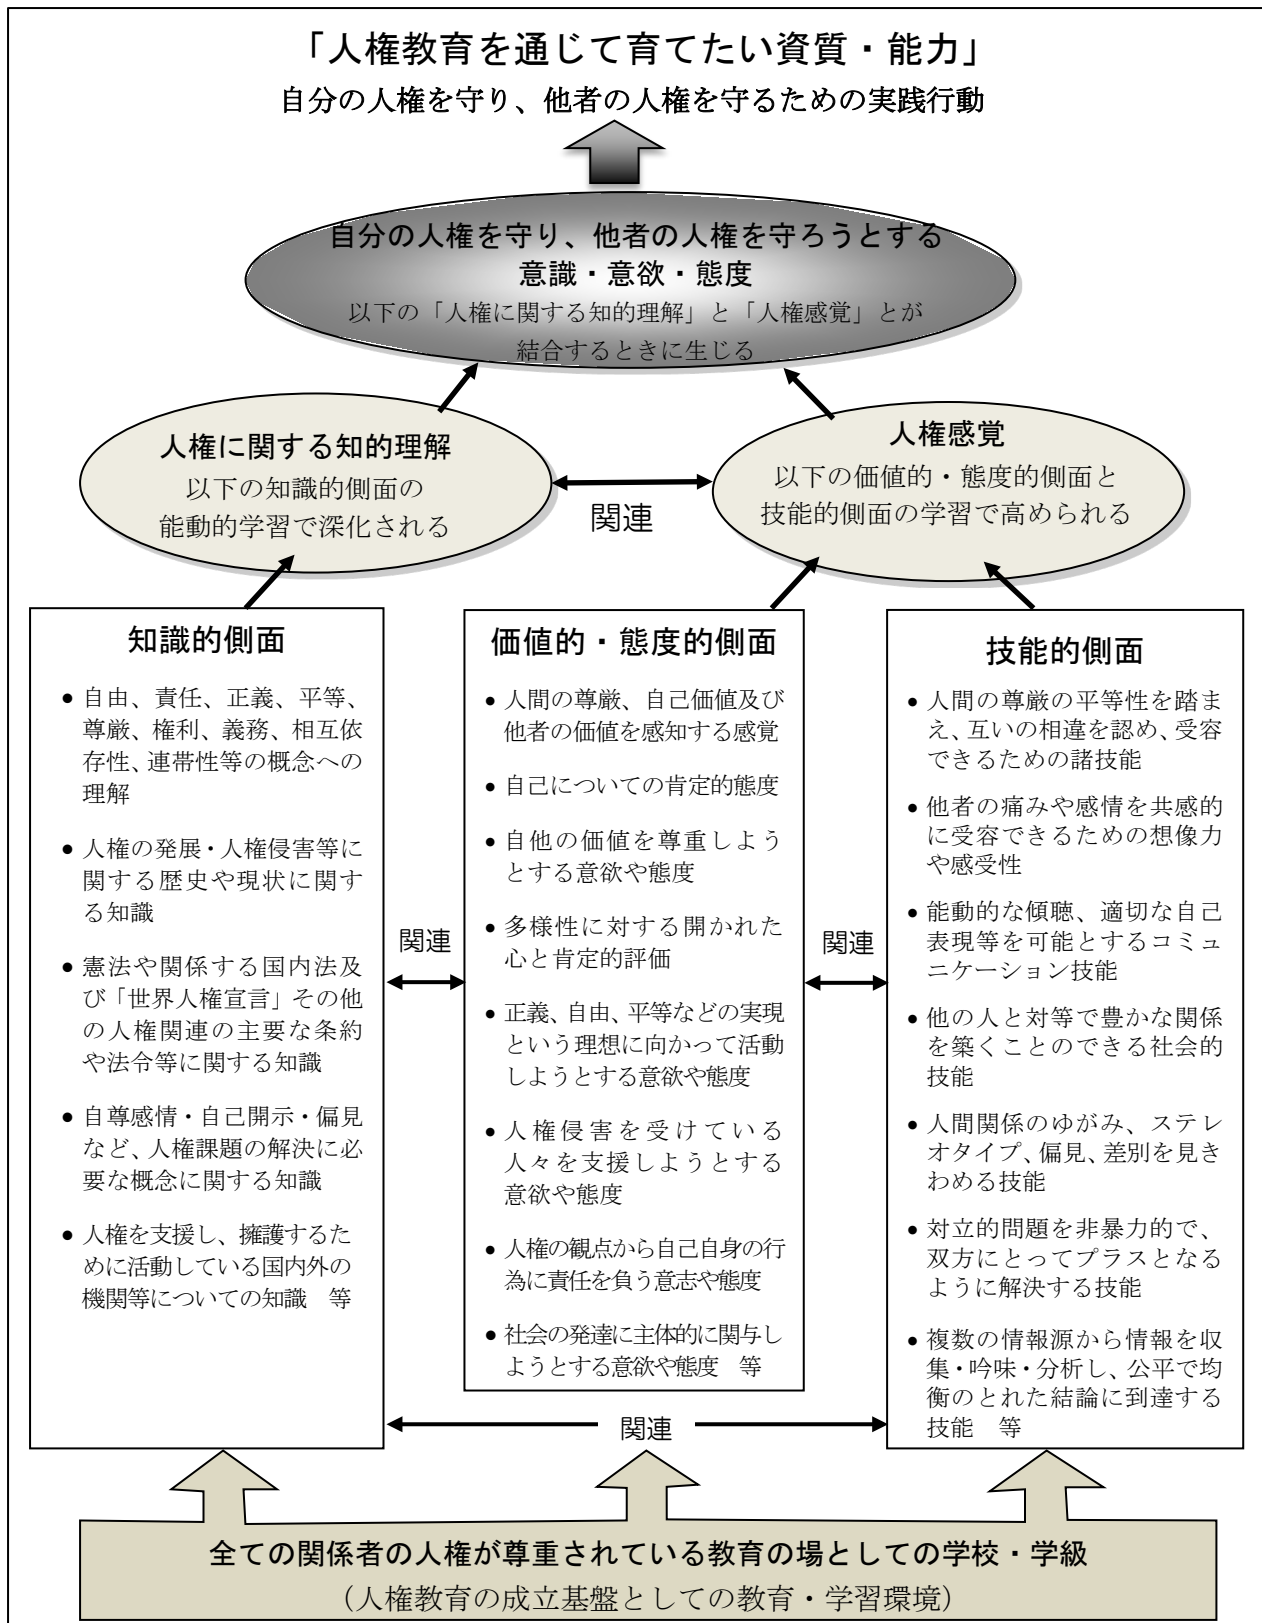 「人権教育を通じて育てたい資質・能力」
自分の人権を守り、他者の人権を守るための実践行動
自分の人権を守り、他者の人権を守ろうとする
意識・意欲・態度
以下の「人権に関する知的理解」と「人権感覚」とが
結合するときに生じる
人権に関する知的理解
以下の知識的側面の
能動的学習で深化される
関連
人権感覚
以下の価値的・態度的側面と
技能的側面の学習で高められる
知識的側面
● 自由、責任、正義、平等、
尊厳、権利、義務、相互依
存性、連帯性等の概念への
理解
● 人権の発展・人権侵害等に
関する歴史や現状に関す
る知識
● 憲法や関係する国内法及
び「世界人権宣言」その他
の人権関連の主要な条約
や法令等に関する知識
● 自尊感情・自己開示・偏見
など、人権課題の解決に必
要な概念に関する知識
● 人権を支援し、擁護するた
めに活動している国内外の
機関等についての知識　等
関連
価値的・態度的側面
● 人間の尊厳、自己価値及び
他者の価値を感知する感覚
● 自己についての肯定的態度
● 自他の価値を尊重しよう
とする意欲や態度
● 多様性に対する開かれた
心と肯定的評価
● 正義、自由、平等などの実現
という理想に向かって活動
しようとする意欲や態度
● 人権侵害を受けている
人々を支援しようとする
意欲や態度
● 人権の観点から自己自身の行
為に責任を負う意志や態度
● 社会の発達に主体的に関与し
ようとする意欲や態度　等
関連
技能的側面
● 人間の尊厳の平等性を踏ま
え、互いの相違を認め、受容
できるための諸技能
● 他者の痛みや感情を共感的
に受容できるための想像力
や感受性
● 能動的な傾聴、適切な自己
表現等を可能とするコミュ
ニケーション技能
● 他の人と対等で豊かな関係
を築くことのできる社会的
技能
● 人間関係のゆがみ、ステレ
オタイプ、偏見、差別を見き
わめる技能
● 対立的問題を非暴力的で、
双方にとってプラスとなる
ように解決する技能
● 複数の情報源から情報を収
集・吟味・分析し、公平で均
衡のとれた結論に到達する
技能　等
関連
全ての関係者の人権が尊重されている教育の場としての学校・学級
（人権教育の成立基盤としての教育・学習環境）